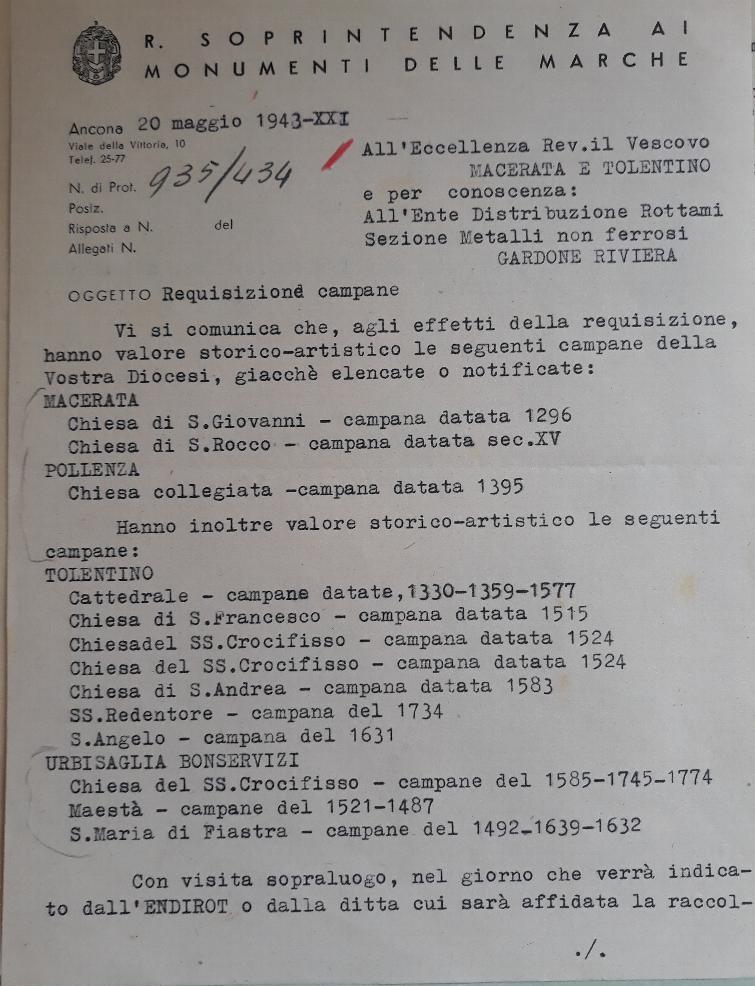 R. SOPRINTENDENZA AI
MONUMENTI DELLE MARCHE
Ancona 20 maggio 1943-XXI
Viale della Vittoria, 10
Telef. 25-77
N. di Prot. 935/434
Posiz.
Risposta a N. del
Allegati N.
All'Eccellenza Rev.il Vescovo
MACERATA E TOLENTINO
e per conoscenza:
All'Ente Distribuzione Rottami
Sezione Metalli non ferrosi
GARDONE RIVIERA
OGGETTO Requisizione campane
Vi si comunica che, agli effetti della requisizione,
hanno valore storico-artistico le seguenti campane della
Vostra Diocesi, giacchè elencate o notificate:
MACERATA
Chiesa di S.Giovanni - campana datata 1296
Chiesa di S.Rocco - campana datata sec.XV
POLLENZA
Chiesa collegiata -campana datata 1395
Hanno inoltre valore storico-artistico le seguenti
campane:
TOLENTINO
Cattedrale - campane datate,1330-1359-1577
Chiesa di S.Francesco - campana datata 1515
Chiesadel SS.Crocifisso - campana datata 1524
Chiesa del SS.Crocifisso - campana datata 1524
Chiesa di S.Andrea - campana datata 1583
SS.Redentore - campana del 1734
S.Angelo - campana del 1631
URBISAGLIA BONSERVIZI
Chiesa del SS.Crocifisso - campane del 1585-1745-1774
Maestà - campane del 1521-1487
S.Maria di Fiastra - campane del 1492-1639-1632
Con visita sopraluogo, nel giorno che verrà indica-
to dall'ENDIROT o dalla ditta cui sarà affidata la raccol-
./.